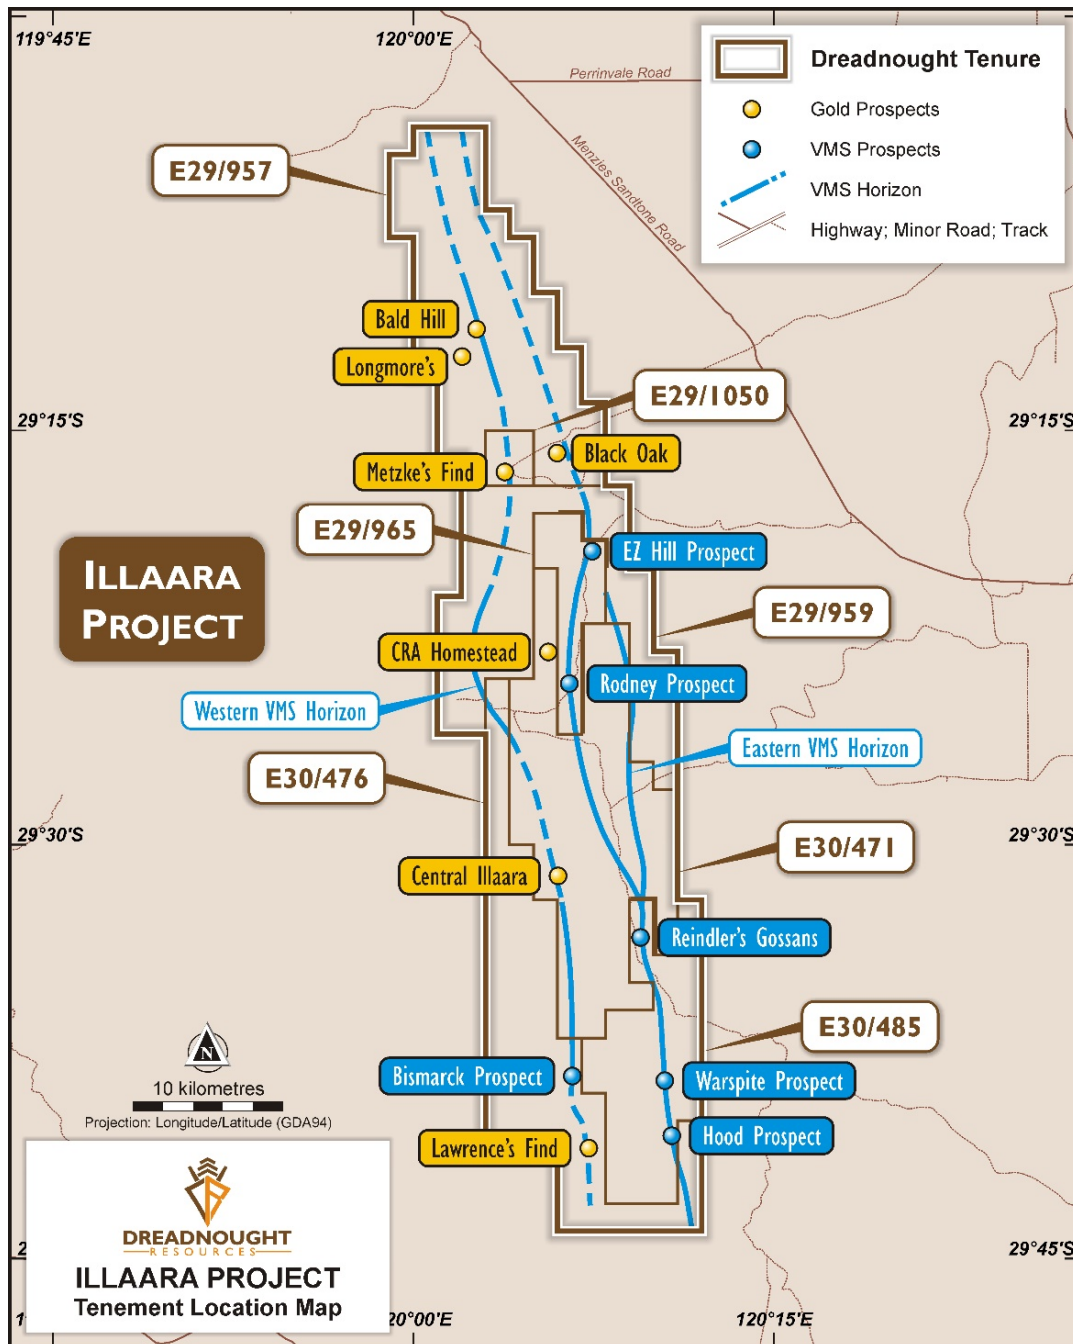 119°45'E
120°00'E
Perrinvale Road
Menzies Sandtone Road
Dreadnought Tenure
Gold Prospects
VMS Prospects
VMS Horizon
Highway; Minor Road; Track
E29/957
Bald Hill
Longmore's
E29/1050
29°15'S
29°15'S
Black Oak
Metzke's Find
E29/965
EZ Hill Prospect
ILLAARA
PROJECT
E29/959
CRA Homestead
Rodney Prospect
Western VMS Horizon
Eastern VMS Horizon
E30/476
29°30'S
29°30'S
E30/471
Central Illaara
Reindler's Gossans
E30/485
N
10 kilometres
Projection: Longitude/Latitude (GDA94)
Bismarck Prospect
Warspite Prospect
Hood Prospect
Lawrence's Find
DREADNOUGHT
RESOURCES
ILLAARA PROJECT
Tenement Location Map
29°45'S
20°00'E
120°15'E